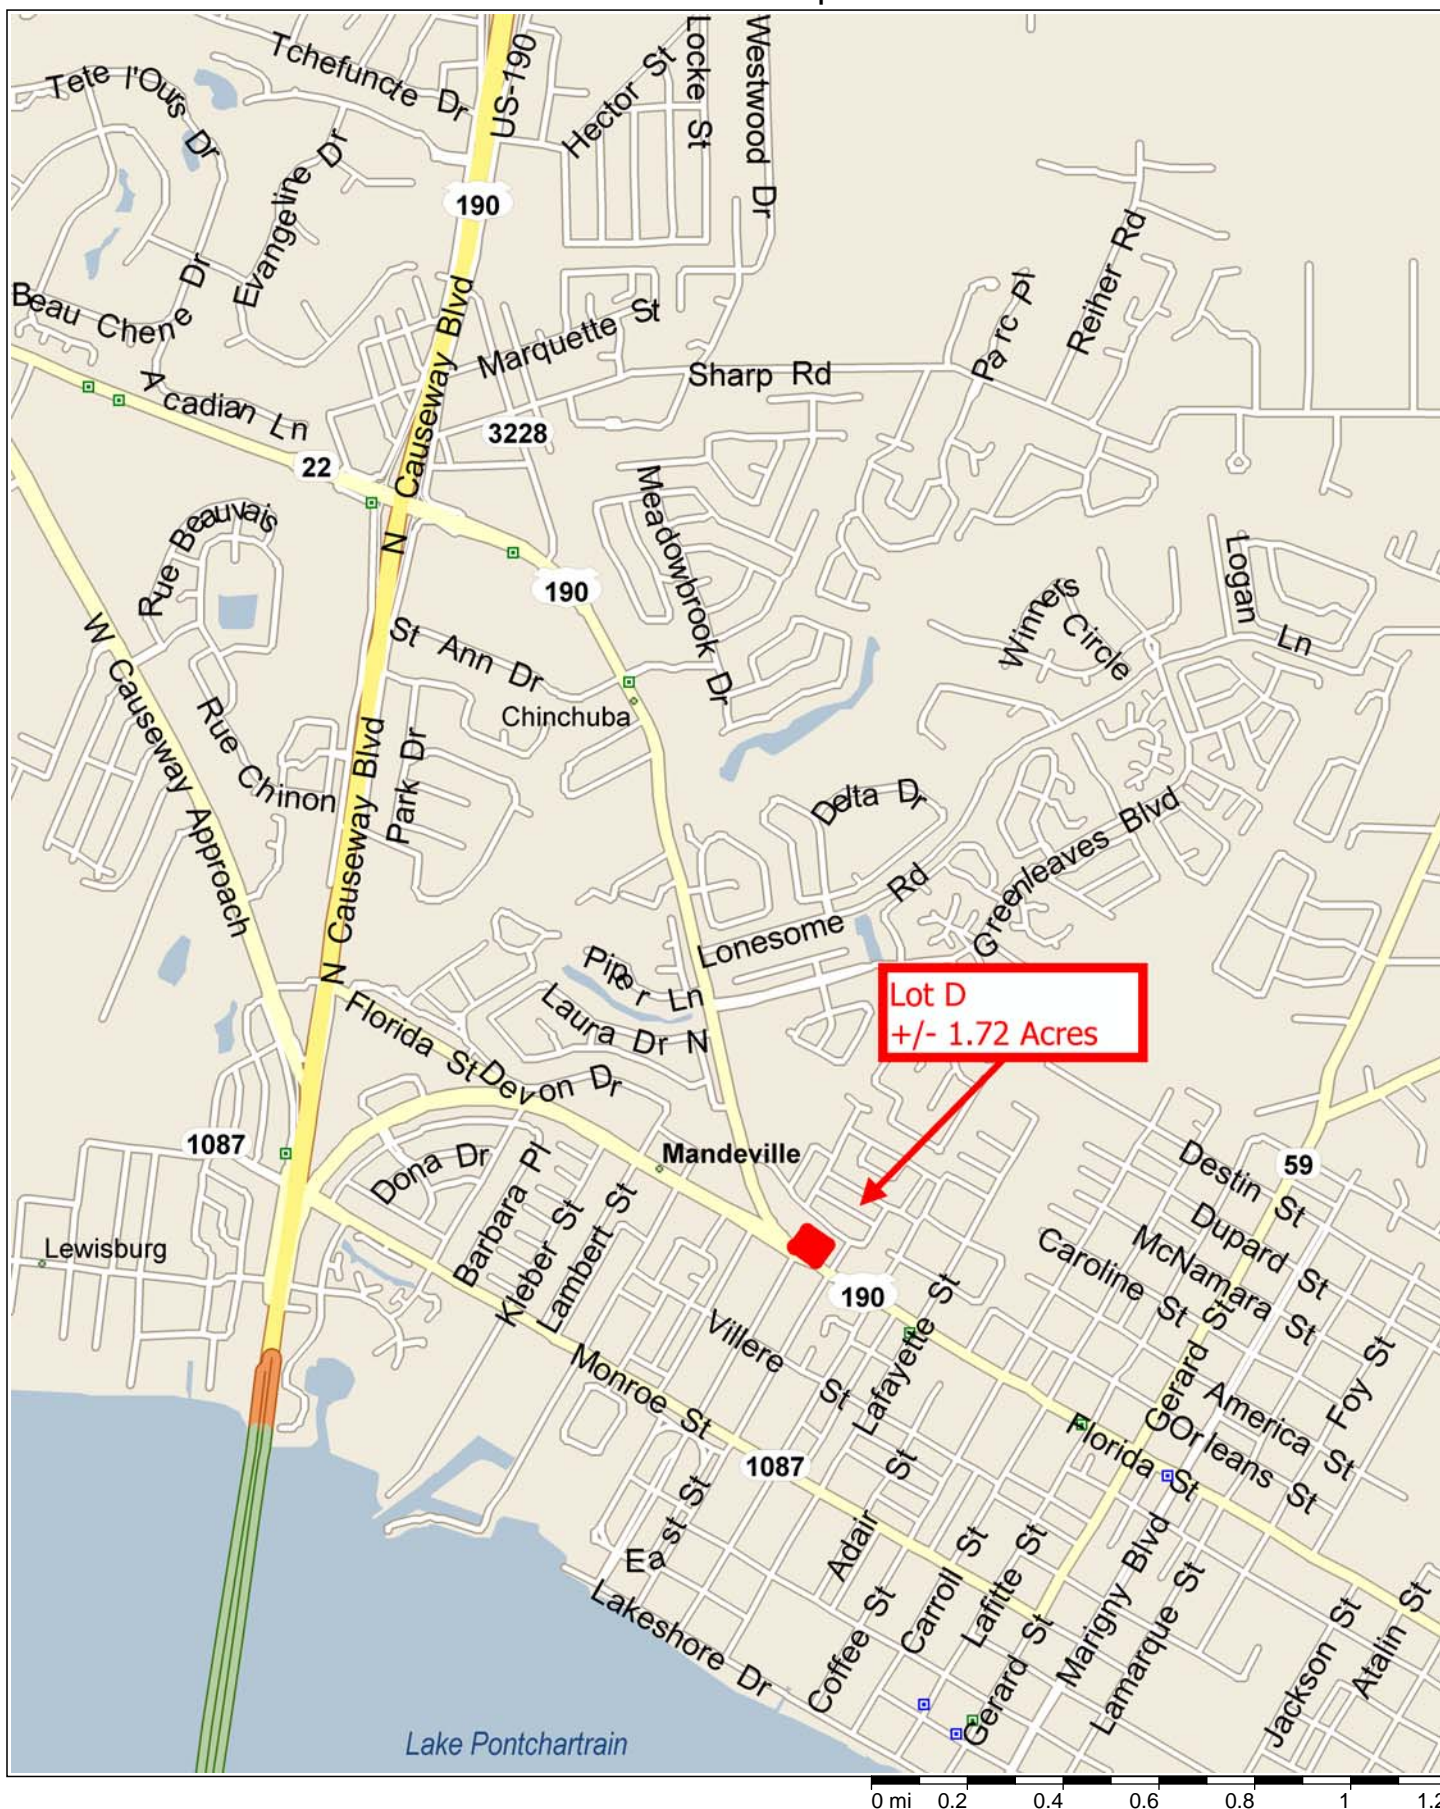 Tchefuncte Dr
US-190
Hector St
Locke St
Westwood Dr
Tete l'Ours Dr
Evangeline Dr
190
Reiher Rd
Beau Chene Dr
N Causeway Blvd
Marquette St
Parc Pl
Sharp Rd
Acadian Ln
3228
22
Rue Beauvais
Meadowbrook Dr
190
Logan Ln
Winners Circle
W Causeway Approach
St Ann Dr
Chinchuba
Rue Chinon
Park Dr
N Causeway Blvd
Delta Dr
Greenleaves Blvd
Lonesome Rd
Piper Ln
Laura Dr N
Florida St
Devon Dr
Lot D
+/- 1.72 Acres
1087
Mandeville
59
Destin St
Dona Dr
Barbara Pl
Kleber St
Lambert St
Dupard St
McNamara St
Caroline St
Lewisburg
190
Villere St
Lafayette St
Gerard St
Foy St
Monroe St
America St
GOrleans St
Florida St
1087
East St
Adair St
Carroll St
Lafitte St
Marigny Blvd
Lamarque St
Lakeshore Dr
Coffee St
Gerard St
Jackson St
Atalin St
Lake Pontchartrain
0 mi 0.2 0.4 0.6 0.8 1 1.2